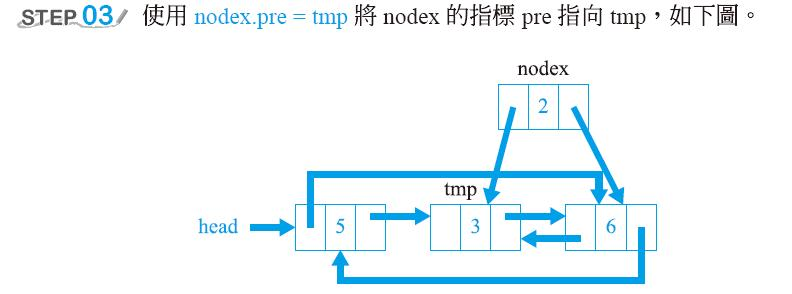 STEP 03 使用 nodex.pre = tmp 將 nodex 的指標 pre 指向 tmp，如下圖。
nodex
2
tmp
head 5 3 6